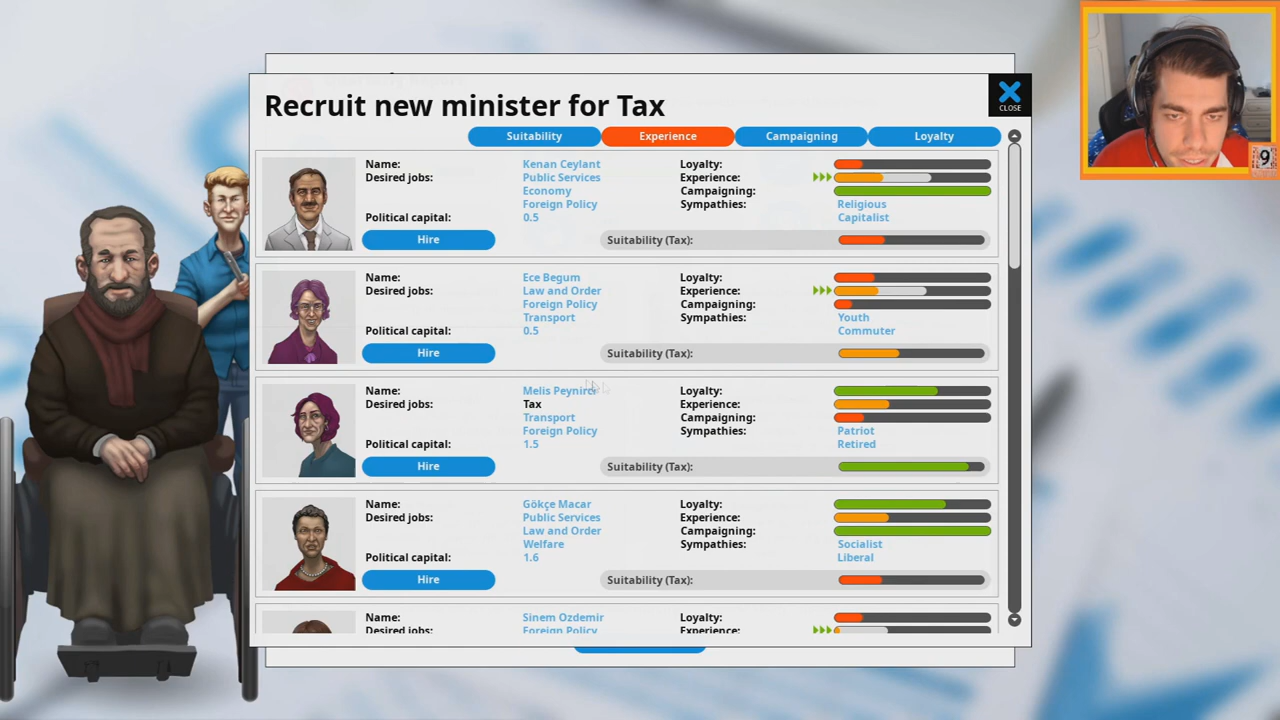 Recruit new minister for Tax
CLOSE
Suitability Experience Campaigning Loyalty
Name: Kenan Ceylant Loyalty:
Desired jobs: Public Services Experience:
Economy Campaigning:
Foreign Policy Sympathies: Religious
Political capital: 0.5 Capitalist
Hire Suitability (Tax):
Name: Ece Begum Loyalty:
Desired jobs: Law and Order Experience:
Foreign Policy Campaigning:
Transport Sympathies: Youth
Political capital: 0.5 Commuter
Hire Suitability (Tax):
Name: Melis Peynirci Loyalty:
Desired jobs: Tax Experience:
Transport Campaigning:
Foreign Policy Sympathies: Patriot
Political capital: 1.5 Retired
Hire Suitability (Tax):
Name: Gökçe Macar Loyalty:
Desired jobs: Public Services Experience:
Law and Order Campaigning:
Welfare Sympathies: Socialist
Political capital: 1.6 Liberal
Hire Suitability (Tax):
Name: Sinem Ozdemir Loyalty:
Desired jobs: Foreign Policy Experience:
9